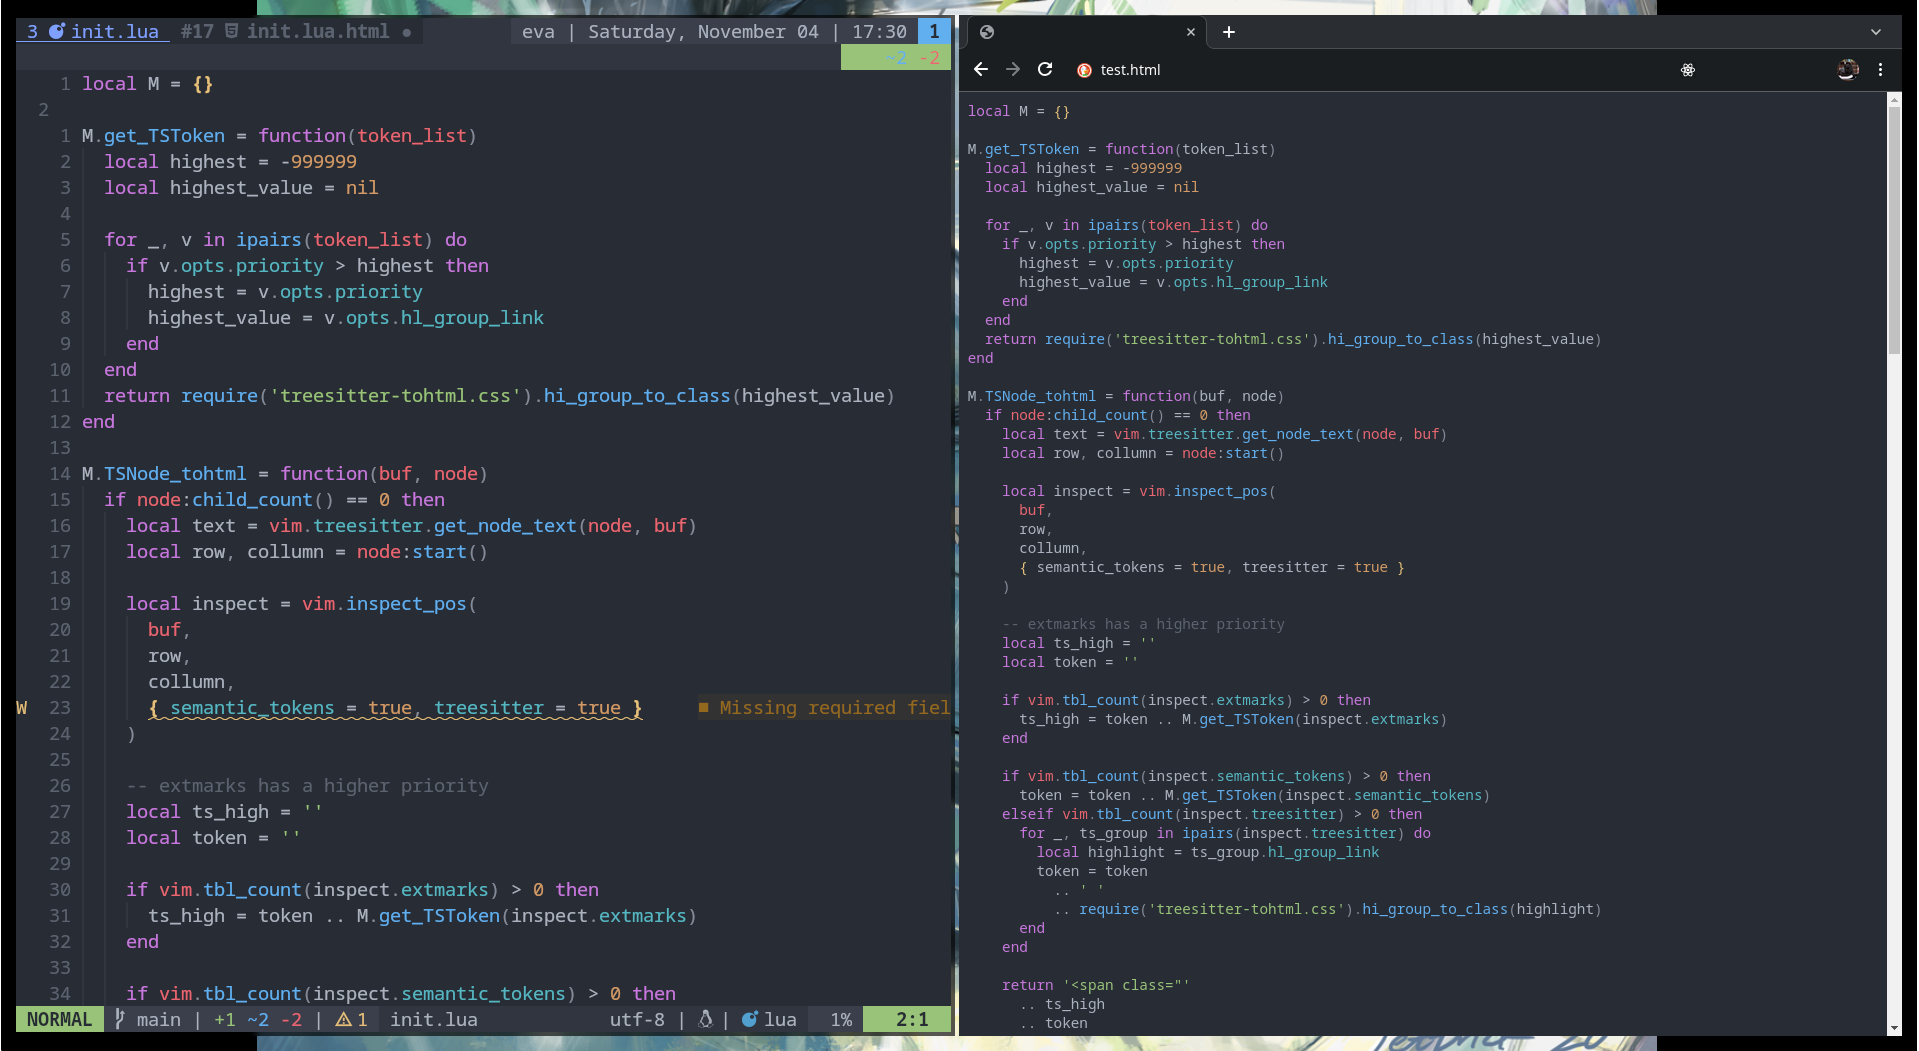 3 init.lua #17 init.lua.html ● eva | Saturday, November 04 | 17:30 1
~2 -2
1 local M = {}
2
1 M.get_TSToken = function(token_list)
2 local highest = -999999
3 local highest_value = nil
4
5 for _, v in ipairs(token_list) do
6 if v.opts.priority > highest then
7 highest = v.opts.priority
8 highest_value = v.opts.hl_group_link
9 end
10 end
11 return require('treesitter-tohtml.css').hi_group_to_class(highest_value)
12 end
13
14 M.TSNode_tohtml = function(buf, node)
15 if node:child_count() == 0 then
16 local text = vim.treesitter.get_node_text(node, buf)
17 local row, collumn = node:start()
18
19 local inspect = vim.inspect_pos(
20 buf,
21 row,
22 collumn,
W 23 { semantic_tokens = true, treesitter = true } ■ Missing required fiel
24 )
25
26 -- extmarks has a higher priority
27 local ts_high = ''
28 local token = ''
29
30 if vim.tbl_count(inspect.extmarks) > 0 then
31 ts_high = token .. M.get_TSToken(inspect.extmarks)
32 end
33
34 if vim.tbl_count(inspect.semantic_tokens) > 0 then
NORMAL main | +1 ~2 -2 | 1 init.lua utf-8 | | lua 1% 2:1
test.html
local M = {}
M.get_TSToken = function(token_list)
local highest = -999999
local highest_value = nil
for _, v in ipairs(token_list) do
if v.opts.priority > highest then
highest = v.opts.priority
highest_value = v.opts.hl_group_link
end
end
return require('treesitter-tohtml.css').hi_group_to_class(highest_value)
end
M.TSNode_tohtml = function(buf, node)
if node:child_count() == 0 then
local text = vim.treesitter.get_node_text(node, buf)
local row, collumn = node:start()
local inspect = vim.inspect_pos(
buf,
row,
collumn,
{ semantic_tokens = true, treesitter = true }
)
-- extmarks has a higher priority
local ts_high = ''
local token = ''
if vim.tbl_count(inspect.extmarks) > 0 then
ts_high = token .. M.get_TSToken(inspect.extmarks)
end
if vim.tbl_count(inspect.semantic_tokens) > 0 then
token = token .. M.get_TSToken(inspect.semantic_tokens)
elseif vim.tbl_count(inspect.treesitter) > 0 then
for _, ts_group in ipairs(inspect.treesitter) do
local highlight = ts_group.hl_group_link
token = token
.. ' '
.. require('treesitter-tohtml.css').hi_group_to_class(highlight)
end
end
return '<span class="'
.. ts_high
.. token